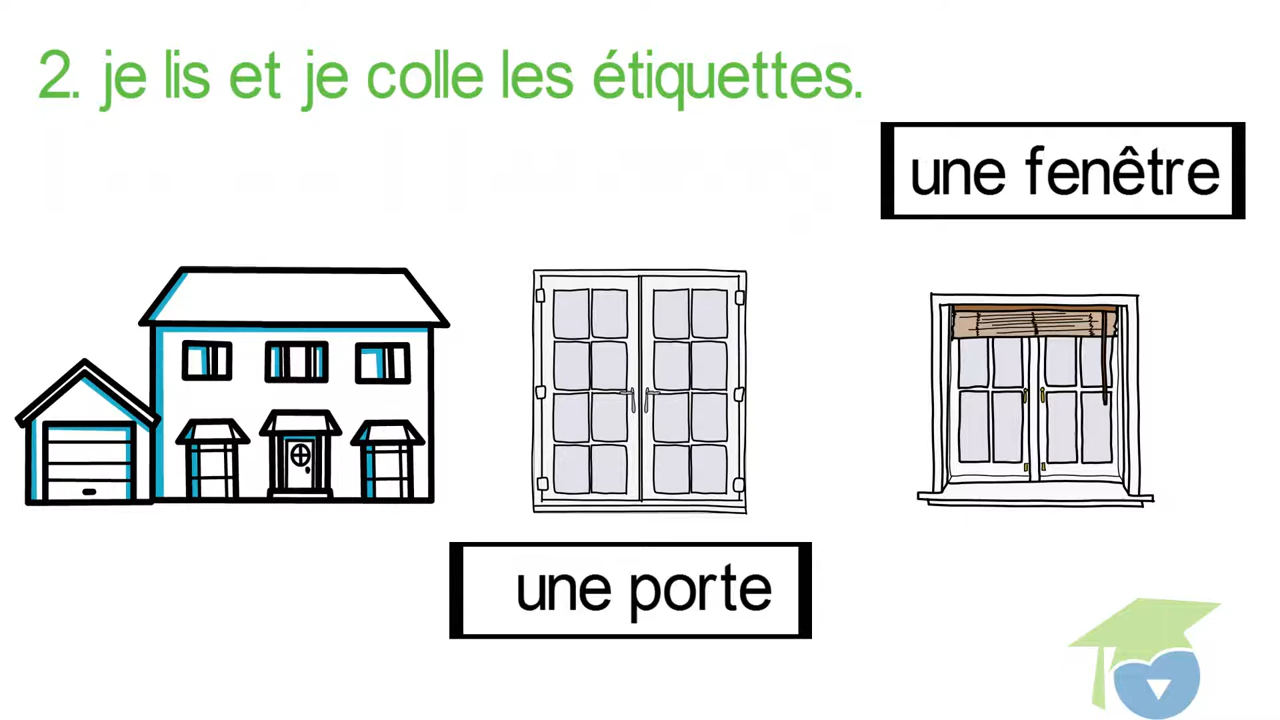 2. je lis et je colle les étiquettes.
une fenêtre
une porte